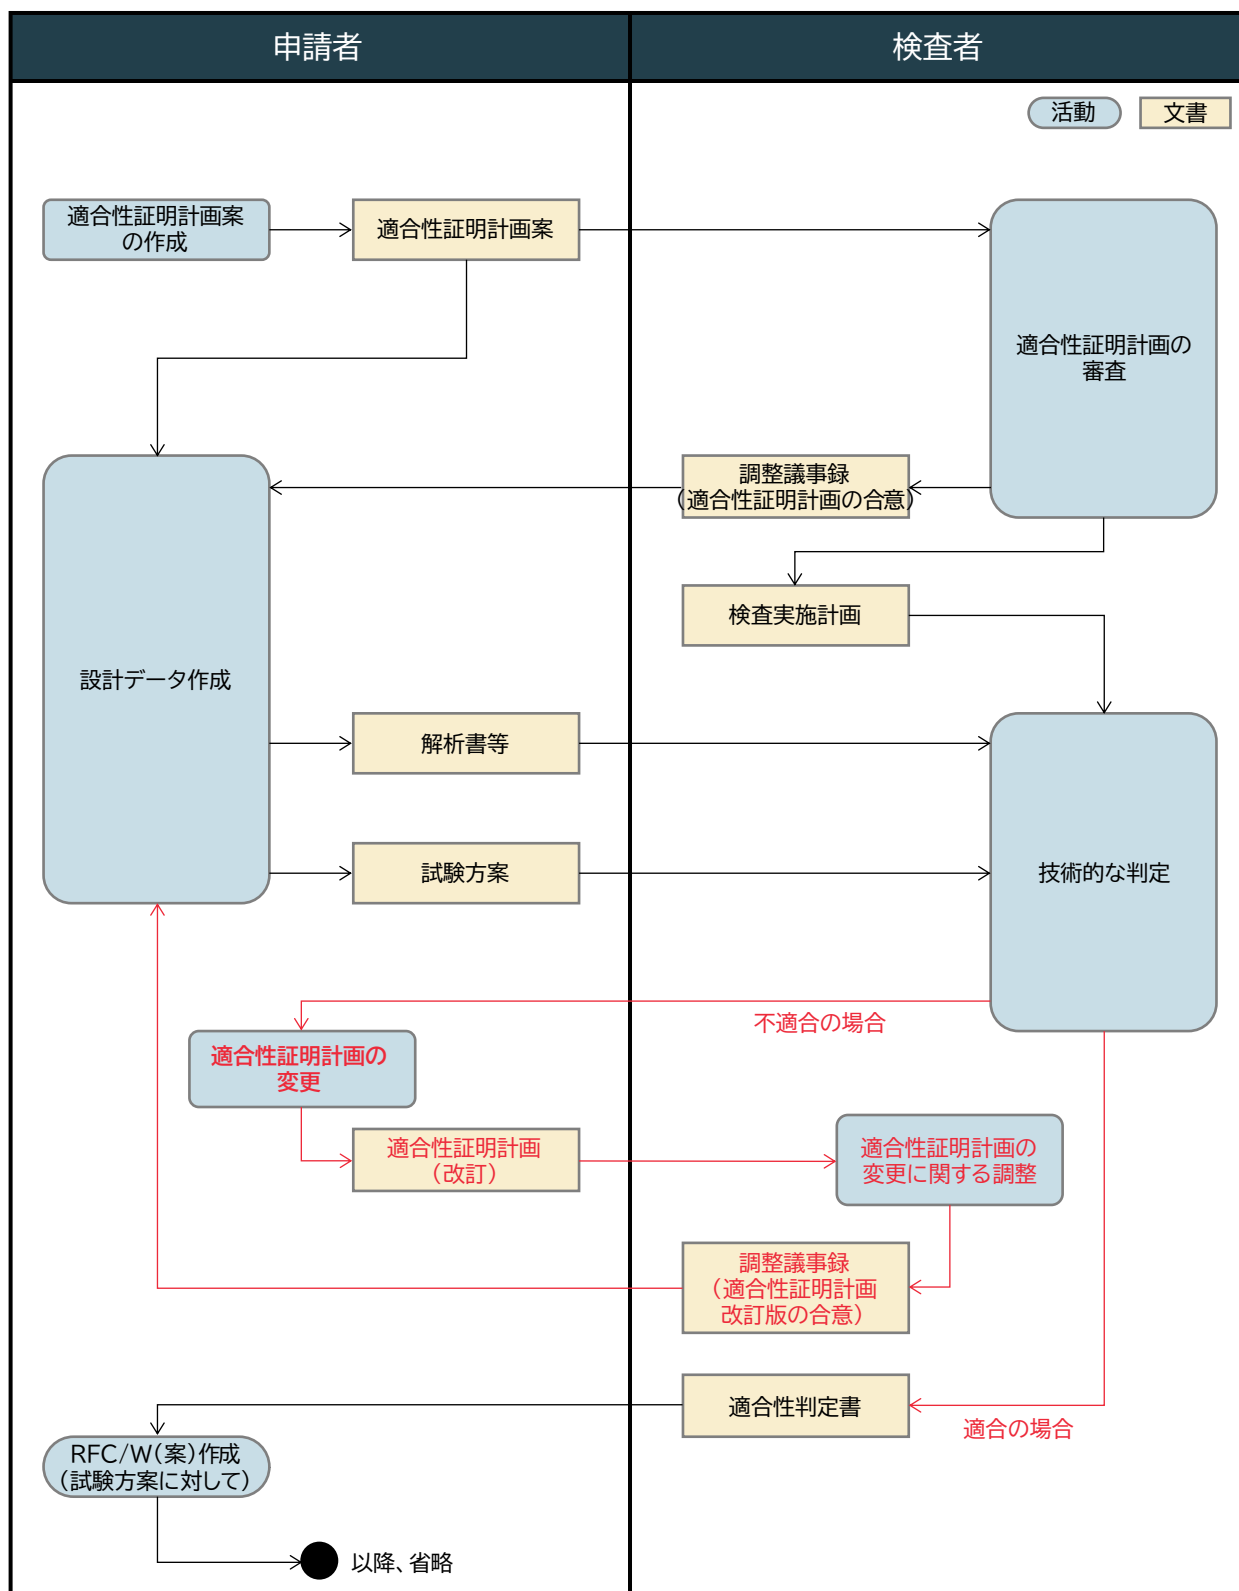 申請者
検査者
活動
文書
適合性証明計画案
の作成
適合性証明計画案
適合性証明計画の
審査
調整議事録
（適合性証明計画の合意）
検査実施計画
設計データ作成
解析書等
試験方案
技術的な判定
不適合の場合
適合性証明計画の
変更
適合性証明計画
（改訂）
適合性証明計画の
変更に関する調整
調整議事録
（適合性証明計画
改訂版の合意）
適合性判定書
適合の場合
RFC/W（案）作成
（試験方案に対して）
以降、省略